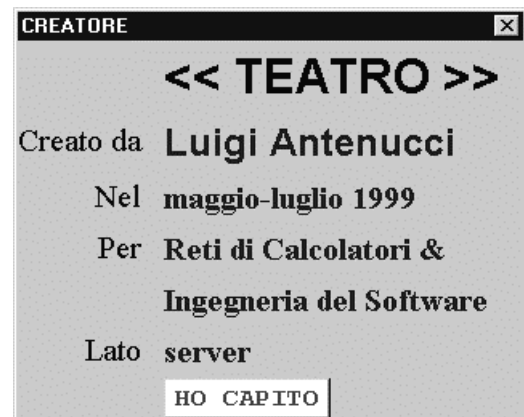 CREATORE
<< TEATRO >>
Creato da Luigi Antenucci
Nel maggio-luglio 1999
Per Reti di Calcolatori &
Ingegneria del Software
Lato server
HO CAPITO